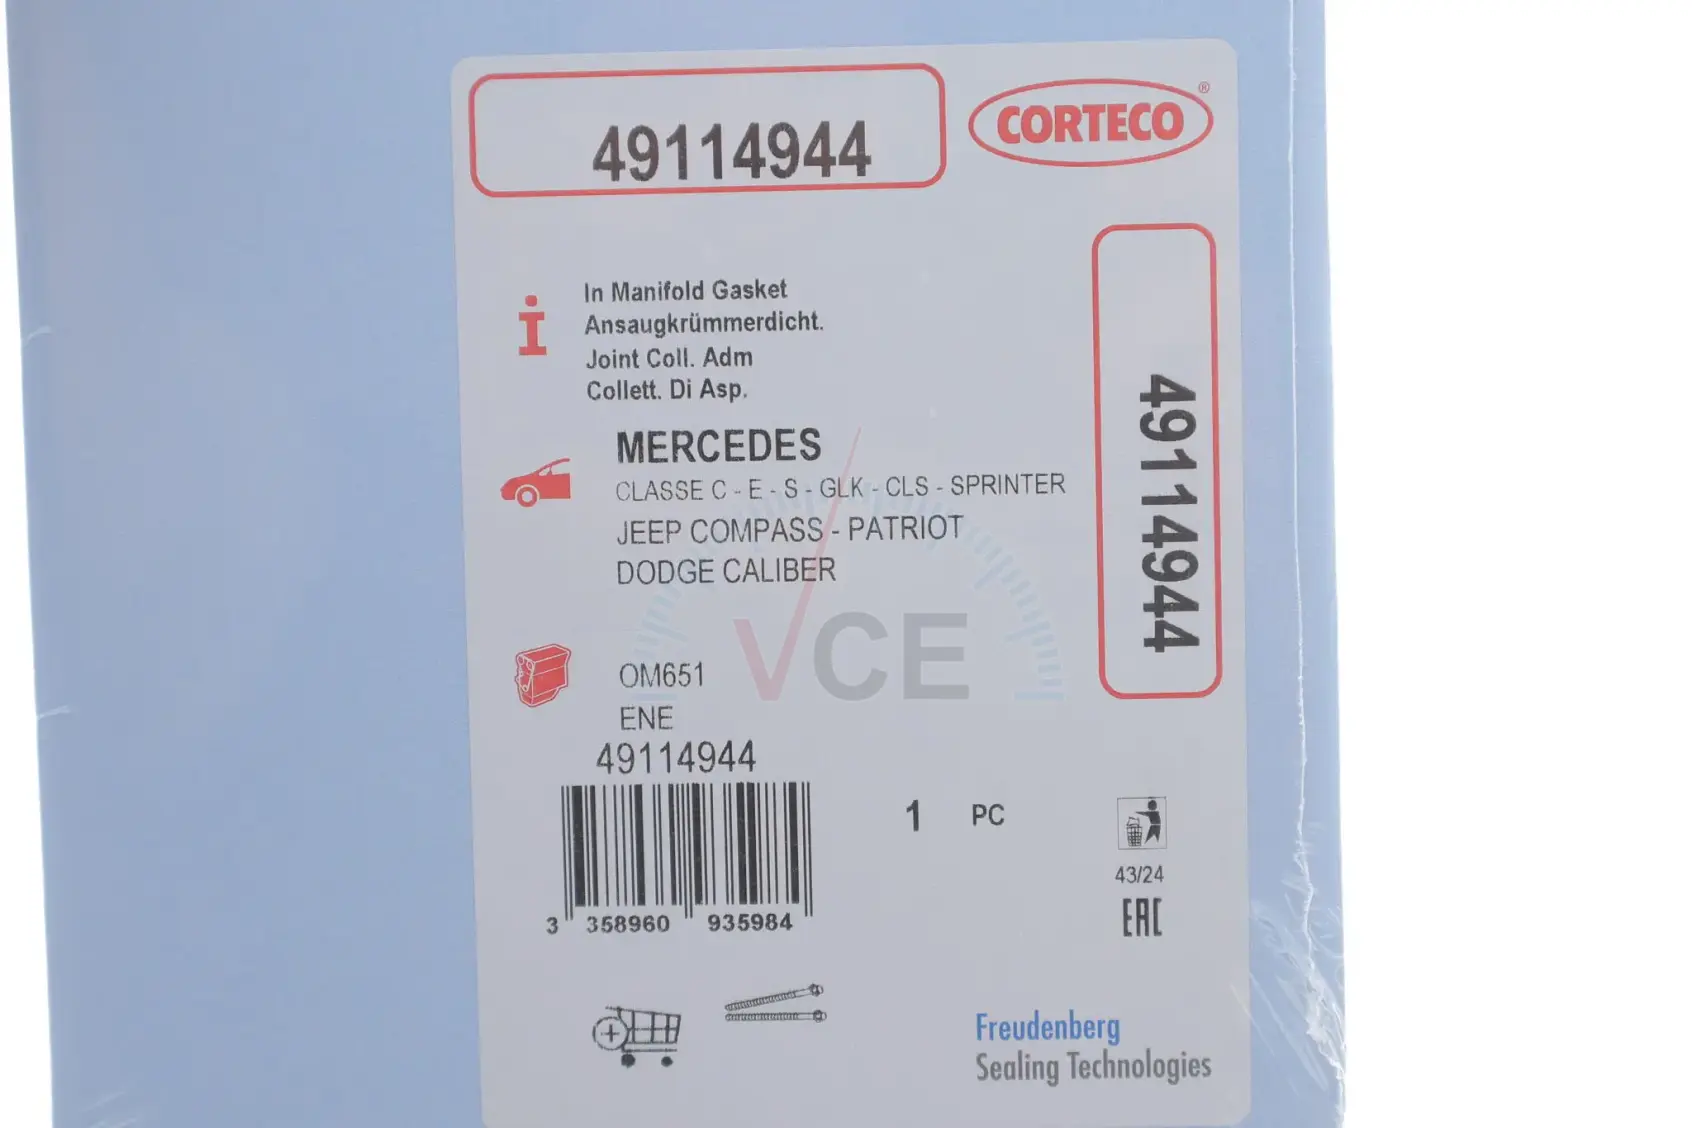 49114944
CORTECO®
In Manifold Gasket
Ansaugkrümmerdicht.
Joint Coll. Adm
Collett. Di Asp.
49114944
MERCEDES
CLASSE C - E - S - GLK - CLS - SPRINTER
JEEP COMPASS - PATRIOT
DODGE CALIBER
VCE
OM651
ENE
49114944
3 358960 935984
1 PC
43/24
EAC
Freudenberg
Sealing Technologies